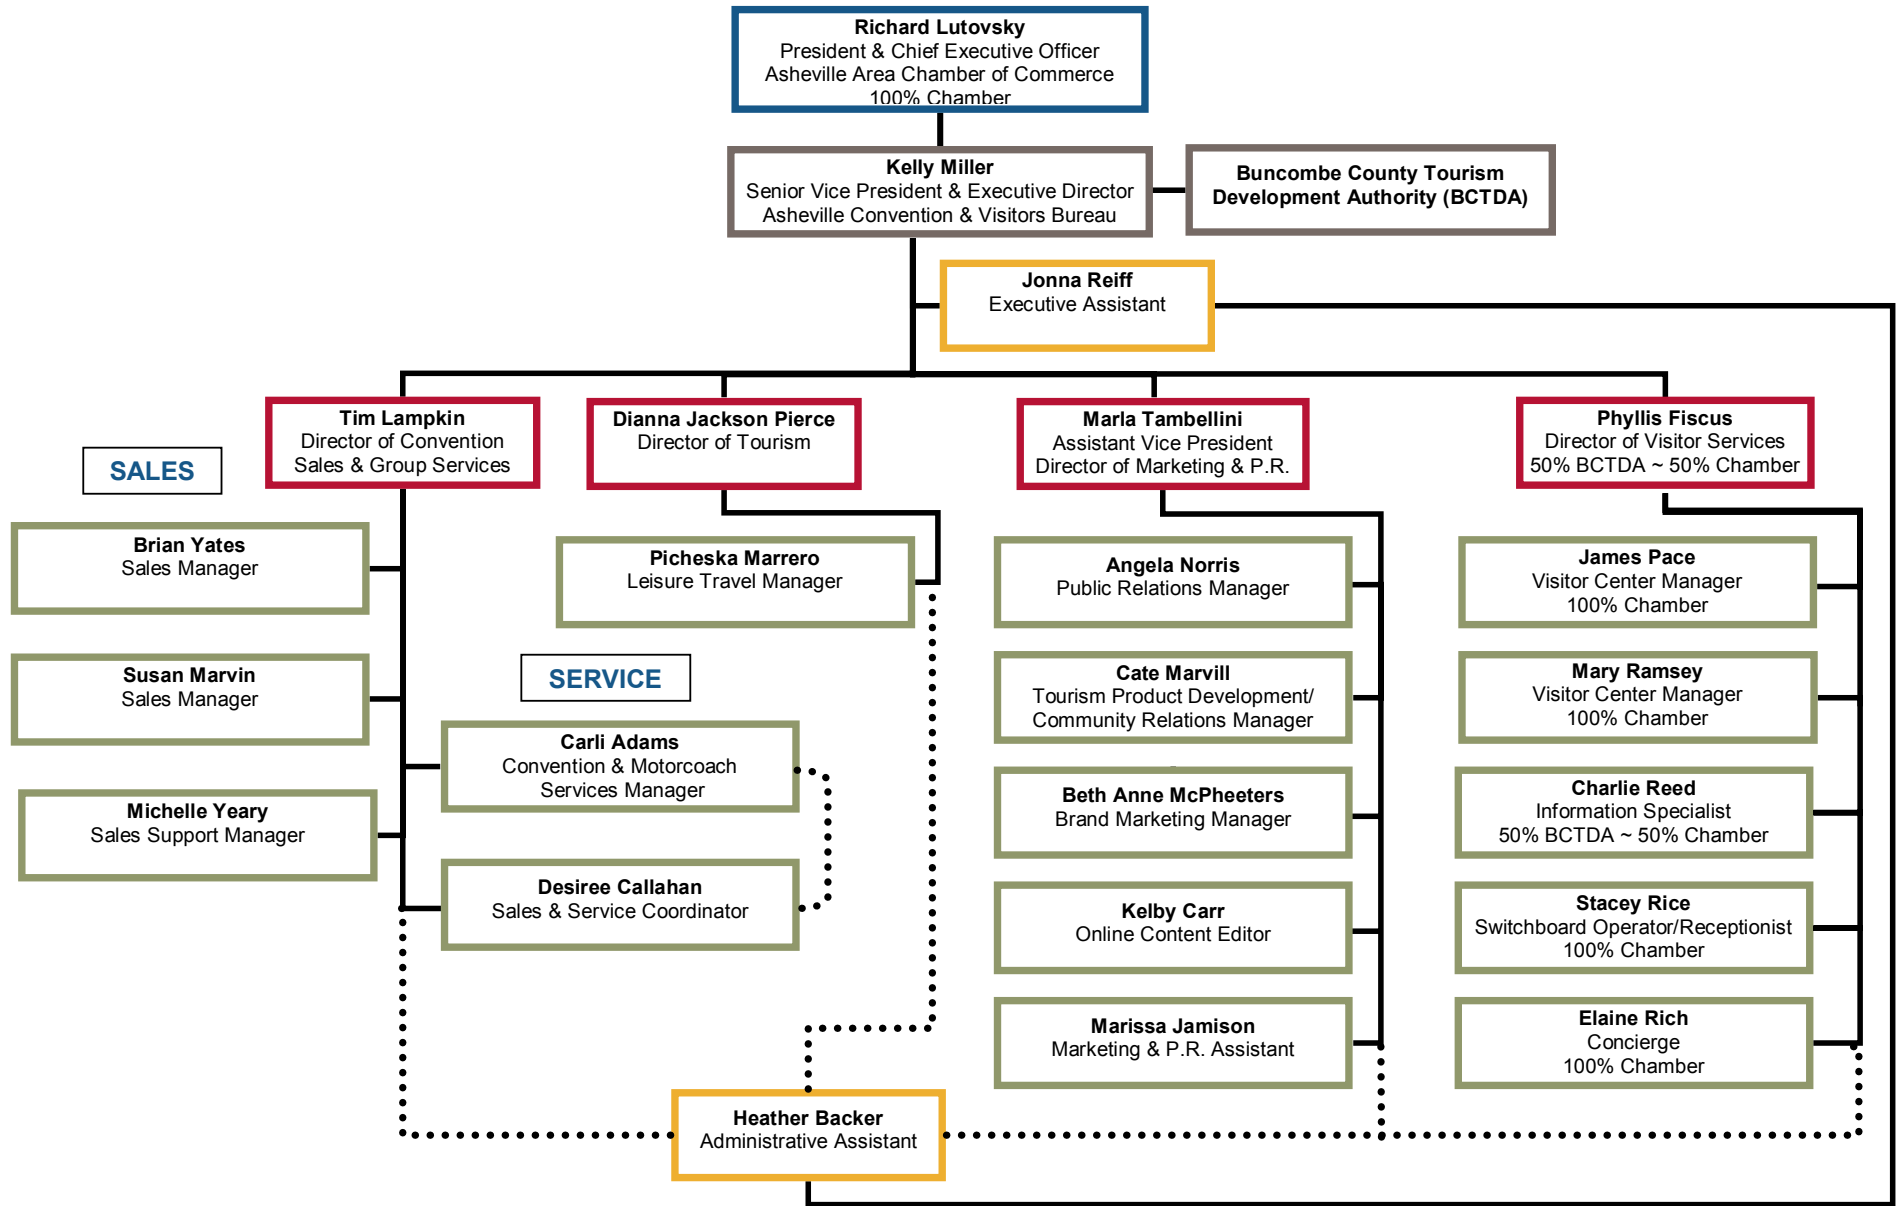 Richard Lutovsky
President & Chief Executive Officer
Asheville Area Chamber of Commerce
100% Chamber
Kelly Miller
Senior Vice President & Executive Director
Asheville Convention & Visitors Bureau
Buncombe County Tourism
Development Authority (BCTDA)
Jonna Reiff
Executive Assistant
Tim Lampkin
Director of Convention
Sales & Group Services
Dianna Jackson Pierce
Director of Tourism
Marla Tambellini
Assistant Vice President
Director of Marketing & P.R.
Phyllis Fiscus
Director of Visitor Services
50% BCTDA ~ 50% Chamber
SALES
Brian Yates
Sales Manager
Susan Marvin
Sales Manager
Michelle Yeary
Sales Support Manager
SERVICE
Carli Adams
Convention & Motorcoach
Services Manager
Desiree Callahan
Sales & Service Coordinator
Picheska Marrero
Leisure Travel Manager
Angela Norris
Public Relations Manager
Cate Marvill
Tourism Product Development/
Community Relations Manager
Beth Anne McPheeters
Brand Marketing Manager
Kelby Carr
Online Content Editor
Marissa Jamison
Marketing & P.R. Assistant
James Pace
Visitor Center Manager
100% Chamber
Mary Ramsey
Visitor Center Manager
100% Chamber
Charlie Reed
Information Specialist
50% BCTDA ~ 50% Chamber
Stacey Rice
Switchboard Operator/Receptionist
100% Chamber
Elaine Rich
Concierge
100% Chamber
Heather Backer
Administrative Assistant